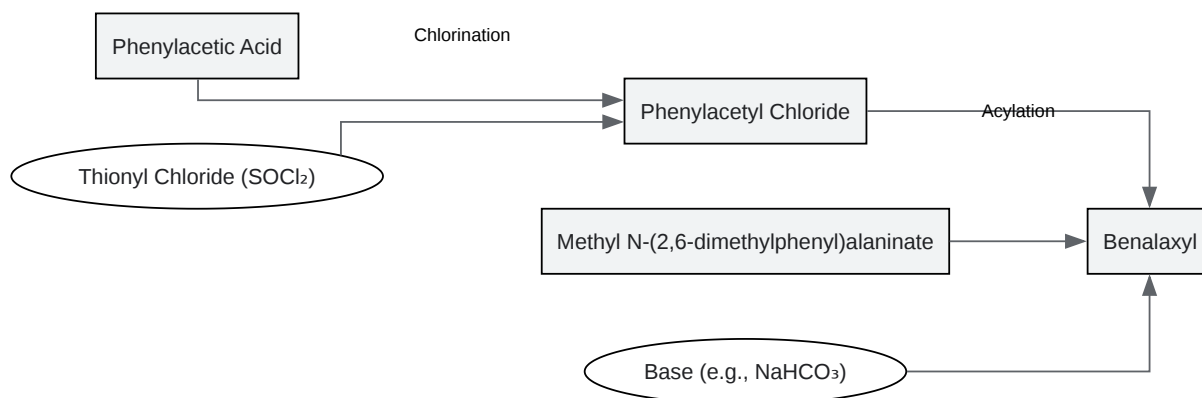 Phenylacetic Acid
Chlorination
Phenylacetyl Chloride
Acylation
Thionyl Chloride (SOCl₂)
Methyl N-(2,6-dimethylphenyl)alaninate
Benalaxyl
Base (e.g., NaHCO₃)